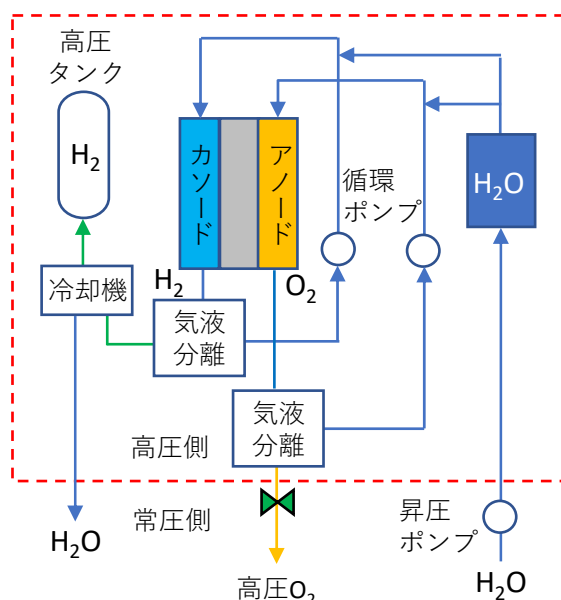 高圧
タンク
H₂
カソード
アノード
循環
ポンプ
H₂O
冷却機
H₂
O₂
気液
分離
気液
分離
高圧側
常圧側
昇圧
ポンプ
H₂O
H₂O
高圧O₂